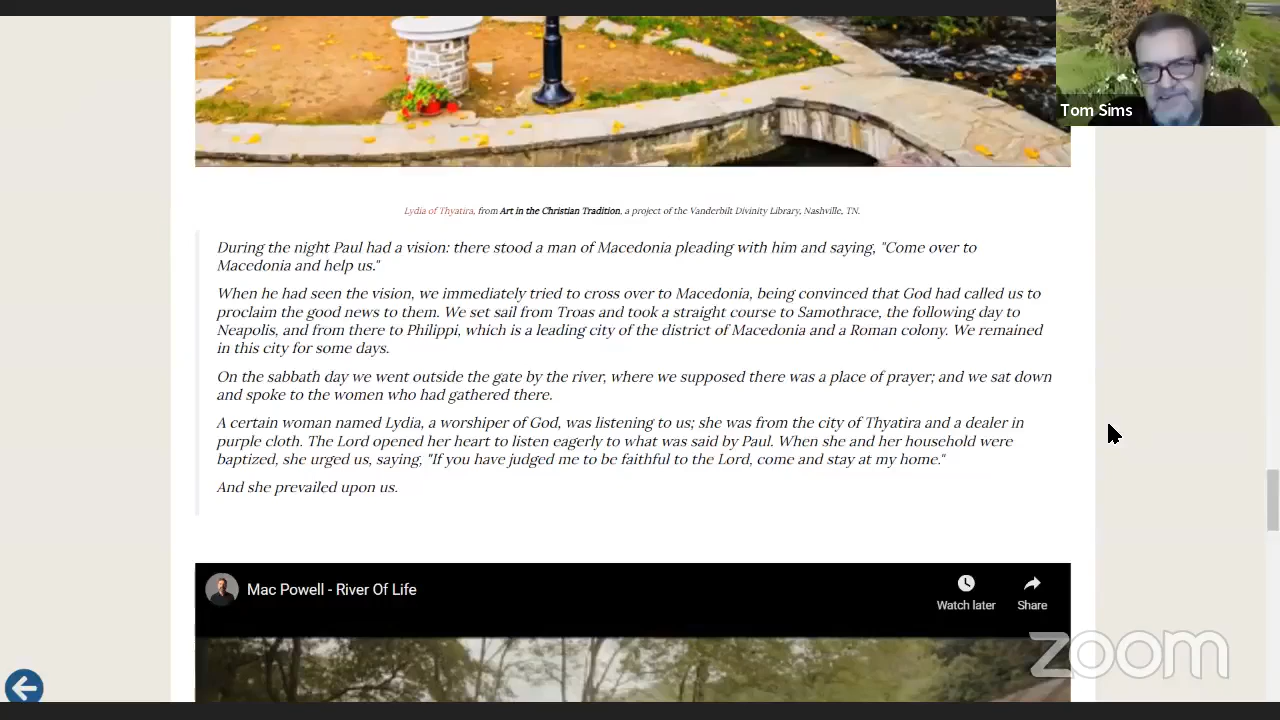 Tom Sims
Lydia of Thyatira, from Art in the Christian Tradition, a project of the Vanderbilt Divinity Library, Nashville, TN.
During the night Paul had a vision: there stood a man of Macedonia pleading with him and saying, "Come over to
Macedonia and help us."
When he had seen the vision, we immediately tried to cross over to Macedonia, being convinced that God had called us to
proclaim the good news to them. We set sail from Troas and took a straight course to Samothrace, the following day to
Neapolis, and from there to Philippi, which is a leading city of the district of Macedonia and a Roman colony. We remained
in this city for some days.
On the sabbath day we went outside the gate by the river, where we supposed there was a place of prayer; and we sat down
and spoke to the women who had gathered there.
A certain woman named Lydia, a worshiper of God, was listening to us; she was from the city of Thyatira and a dealer in
purple cloth. The Lord opened her heart to listen eagerly to what was said by Paul. When she and her household were
baptized, she urged us, saying, "If you have judged me to be faithful to the Lord, come and stay at my home."
And she prevailed upon us.
Mac Powell - River Of Life
Watch later
Share
zoom